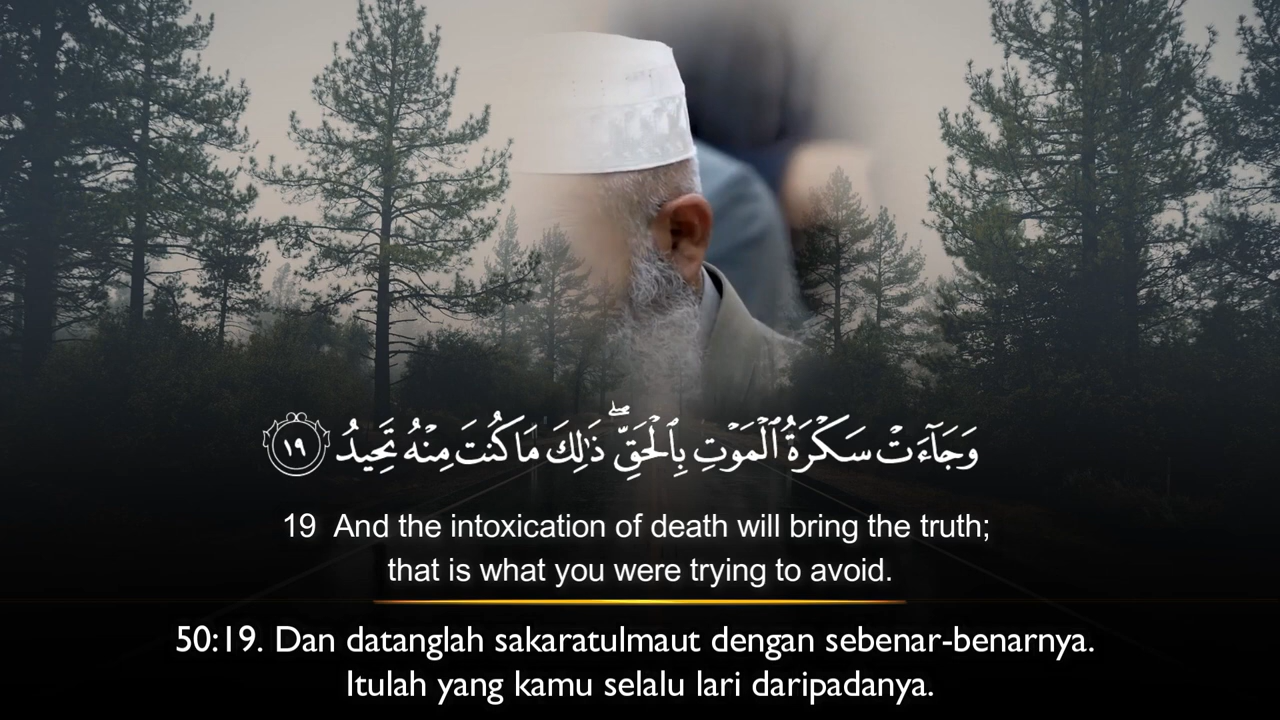 وَجَآءَتْ سَكْرَةُ ٱلْمَوْتِ بِٱلْحَقِّ ۖ ذَٰلِكَ مَا كُنتَ مِنْهُ تَحِيدُ ١٩
19 And the intoxication of death will bring the truth;
that is what you were trying to avoid.
50:19. Dan datanglah sakaratulmaut dengan sebenar-benarnya.
Itulah yang kamu selalu lari daripadanya.